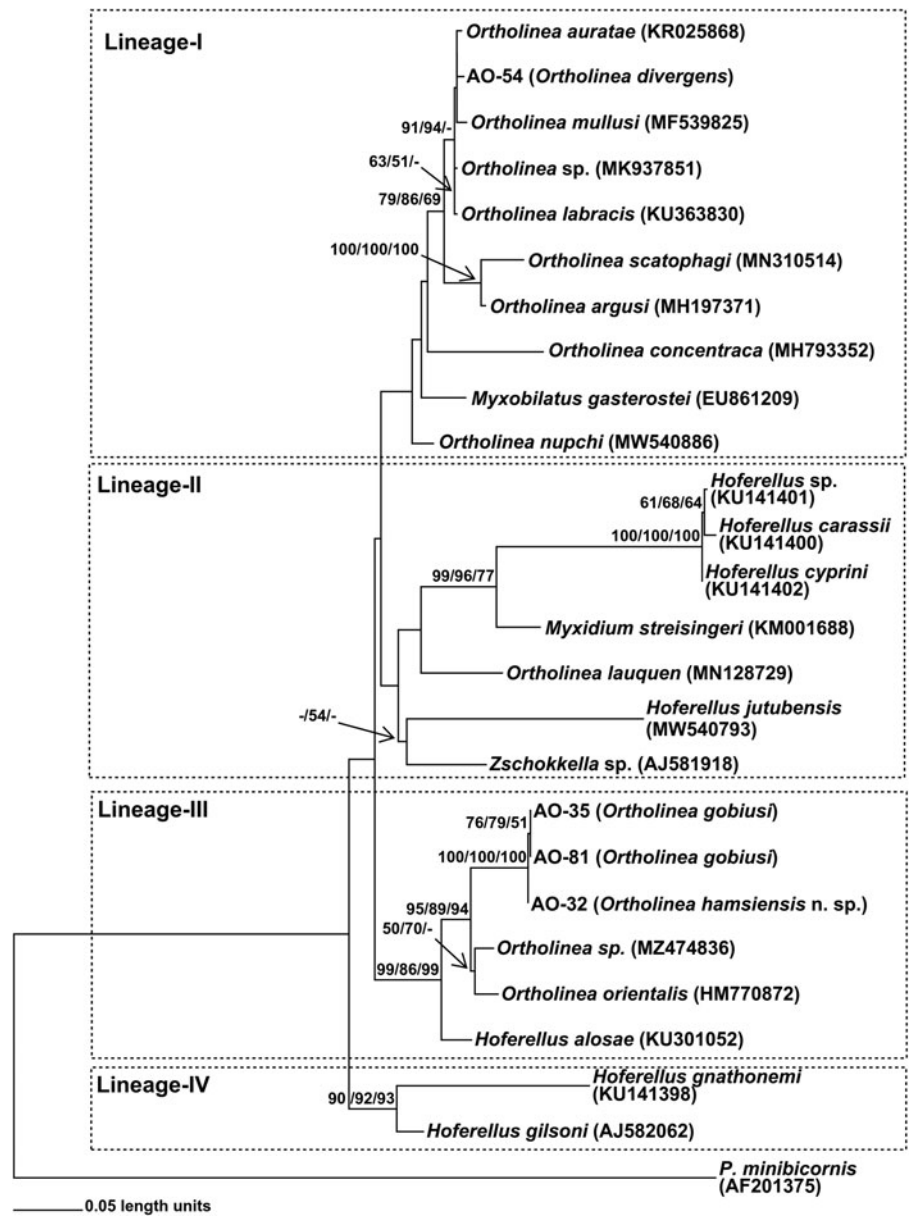 Lineage-I
Ortholinea auratae (KR025868)
AO-54 (Ortholinea divergens)
91/94/-
Ortholinea mullusi (MF539825)
63/51/-
Ortholinea sp. (MK937851)
79/86/69
Ortholinea labracis (KU363830)
100/100/100
Ortholinea scatophagi (MN310514)
Ortholinea argusi (MH197371)
Ortholinea concentraca (MH793352)
Myxobilatus gasterostei (EU861209)
Ortholinea nupchi (MW540886)
Lineage-II
Hoferellus sp.
(KU141401)
61/68/64
Hoferellus carassii
(KU141400)
100/100/100
Hoferellus cyprini
(KU141402)
99/96/77
Myxidium streisingeri (KM001688)
Ortholinea lauquen (MN128729)
-/54/-
Hoferellus jutubensis
(MW540793)
Zschokkella sp. (AJ581918)
Lineage-III
AO-35 (Ortholinea gobiusi)
76/79/51
AO-81 (Ortholinea gobiusi)
100/100/100
AO-32 (Ortholinea hamsiensis n. sp.)
95/89/94
50/70/-
Ortholinea sp. (MZ474836)
99/86/99
Ortholinea orientalis (HM770872)
Hoferellus alosae (KU301052)
Lineage-IV
Hoferellus gnathonemi
(KU141398)
90 /92/93
Hoferellus gilsoni (AJ582062)
P. minibicornis
(AF201375)
0.05 length units